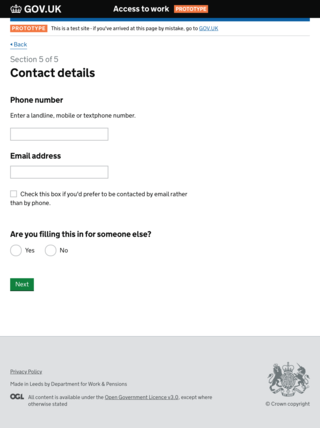 GOV.UK Access to work PROTOTYPE
PROTOTYPE This is a test site - if you've arrived at this page by mistake, go to GOV.UK
Back
Section 5 of 5
Contact details
Phone number
Enter a landline, mobile or textphone number.
Email address
Check this box if you'd prefer to be contacted by email rather
than by phone.
Are you filling this in for someone else?
Yes No
Next
Privacy Policy
Made in Leeds by Department for Work & Pensions
OGL All content is available under the Open Government Licence v3.0, except where
otherwise stated
© Crown copyright